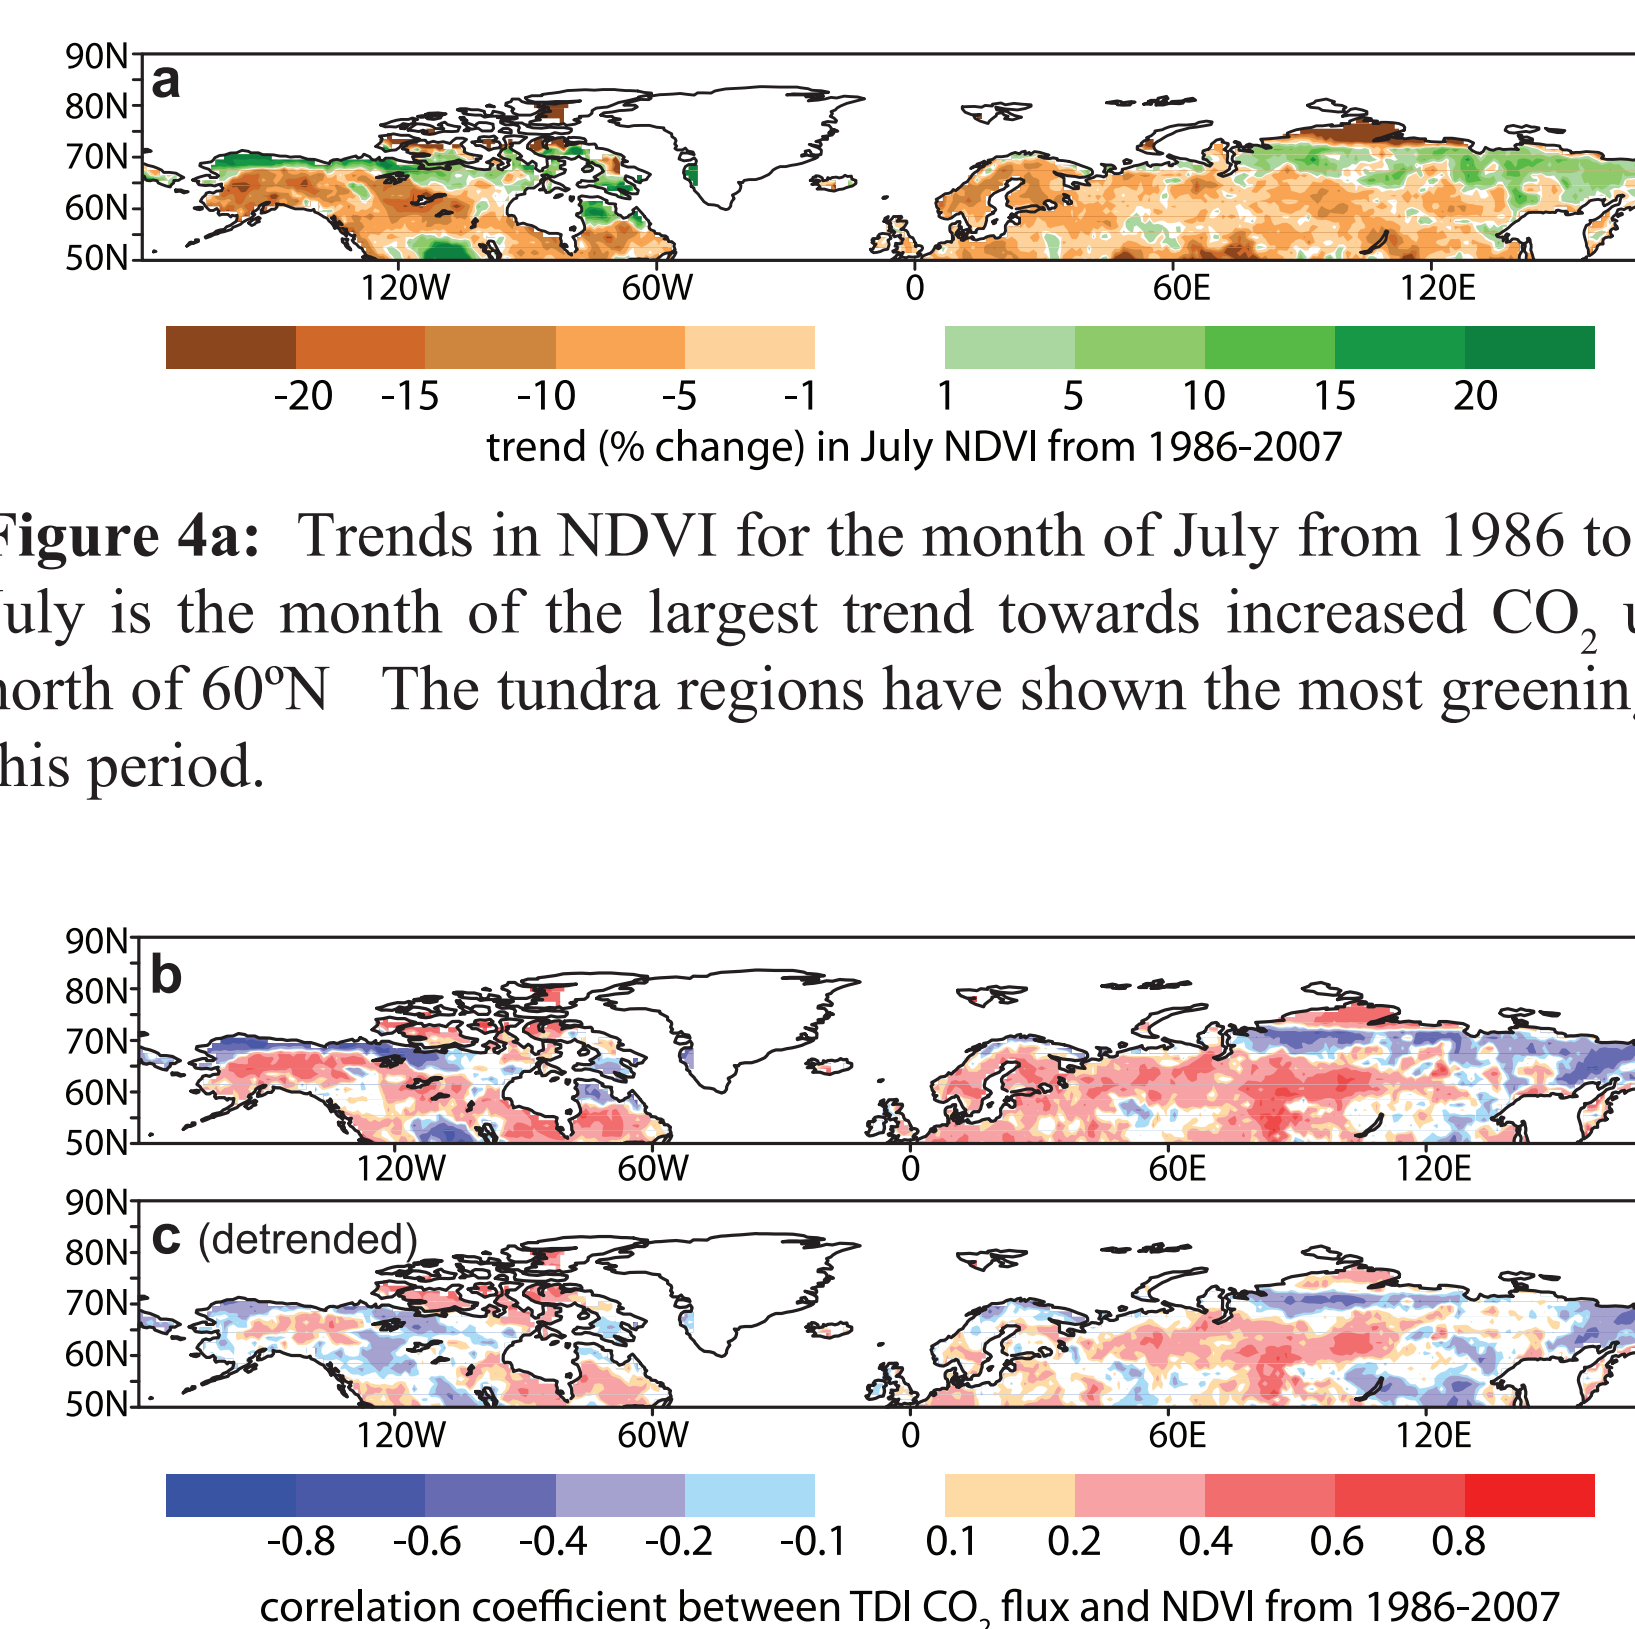 90N
a
80N
70N
60N
50N
120W 60W 0 60E 120E
-20 -15 -10 -5 -1 1 5 10 15 20
trend (% change) in July NDVI from 1986-2007
Figure 4a: Trends in NDVI for the month of July from 1986 to
July is the month of the largest trend towards increased CO₂
north of 60ºN The tundra regions have shown the most greening
this period.
90N
b
80N
70N
60N
50N
120W 60W 0 60E 120E
90N
c (detrended)
80N
70N
60N
50N
120W 60W 0 60E 120E
-0.8 -0.6 -0.4 -0.2 -0.1 0.1 0.2 0.4 0.6 0.8
correlation coefficient between TDI CO₂ flux and NDVI from 1986-2007